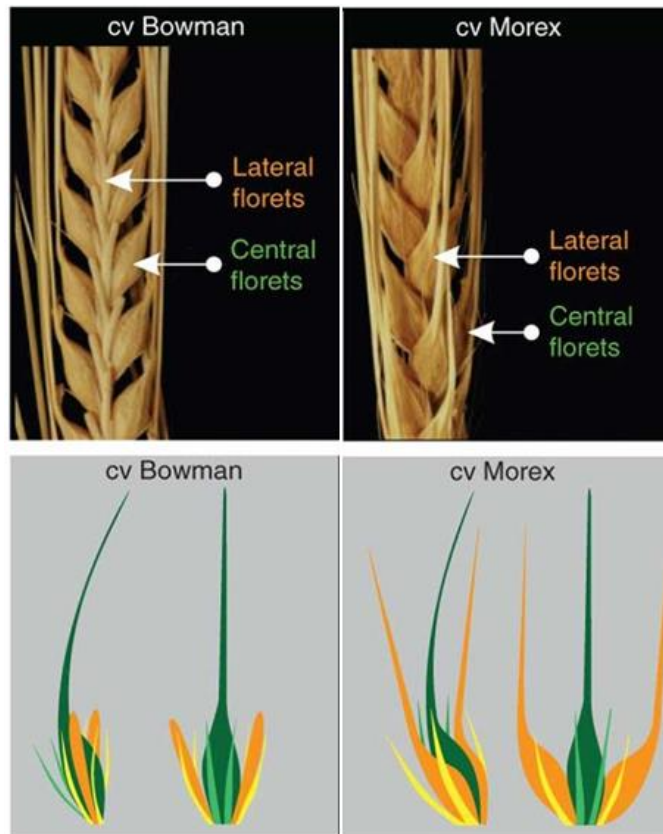 cv Bowman
Lateral
florets
Central
florets
cv Morex
Lateral
florets
Central
florets
cv Bowman
cv Morex